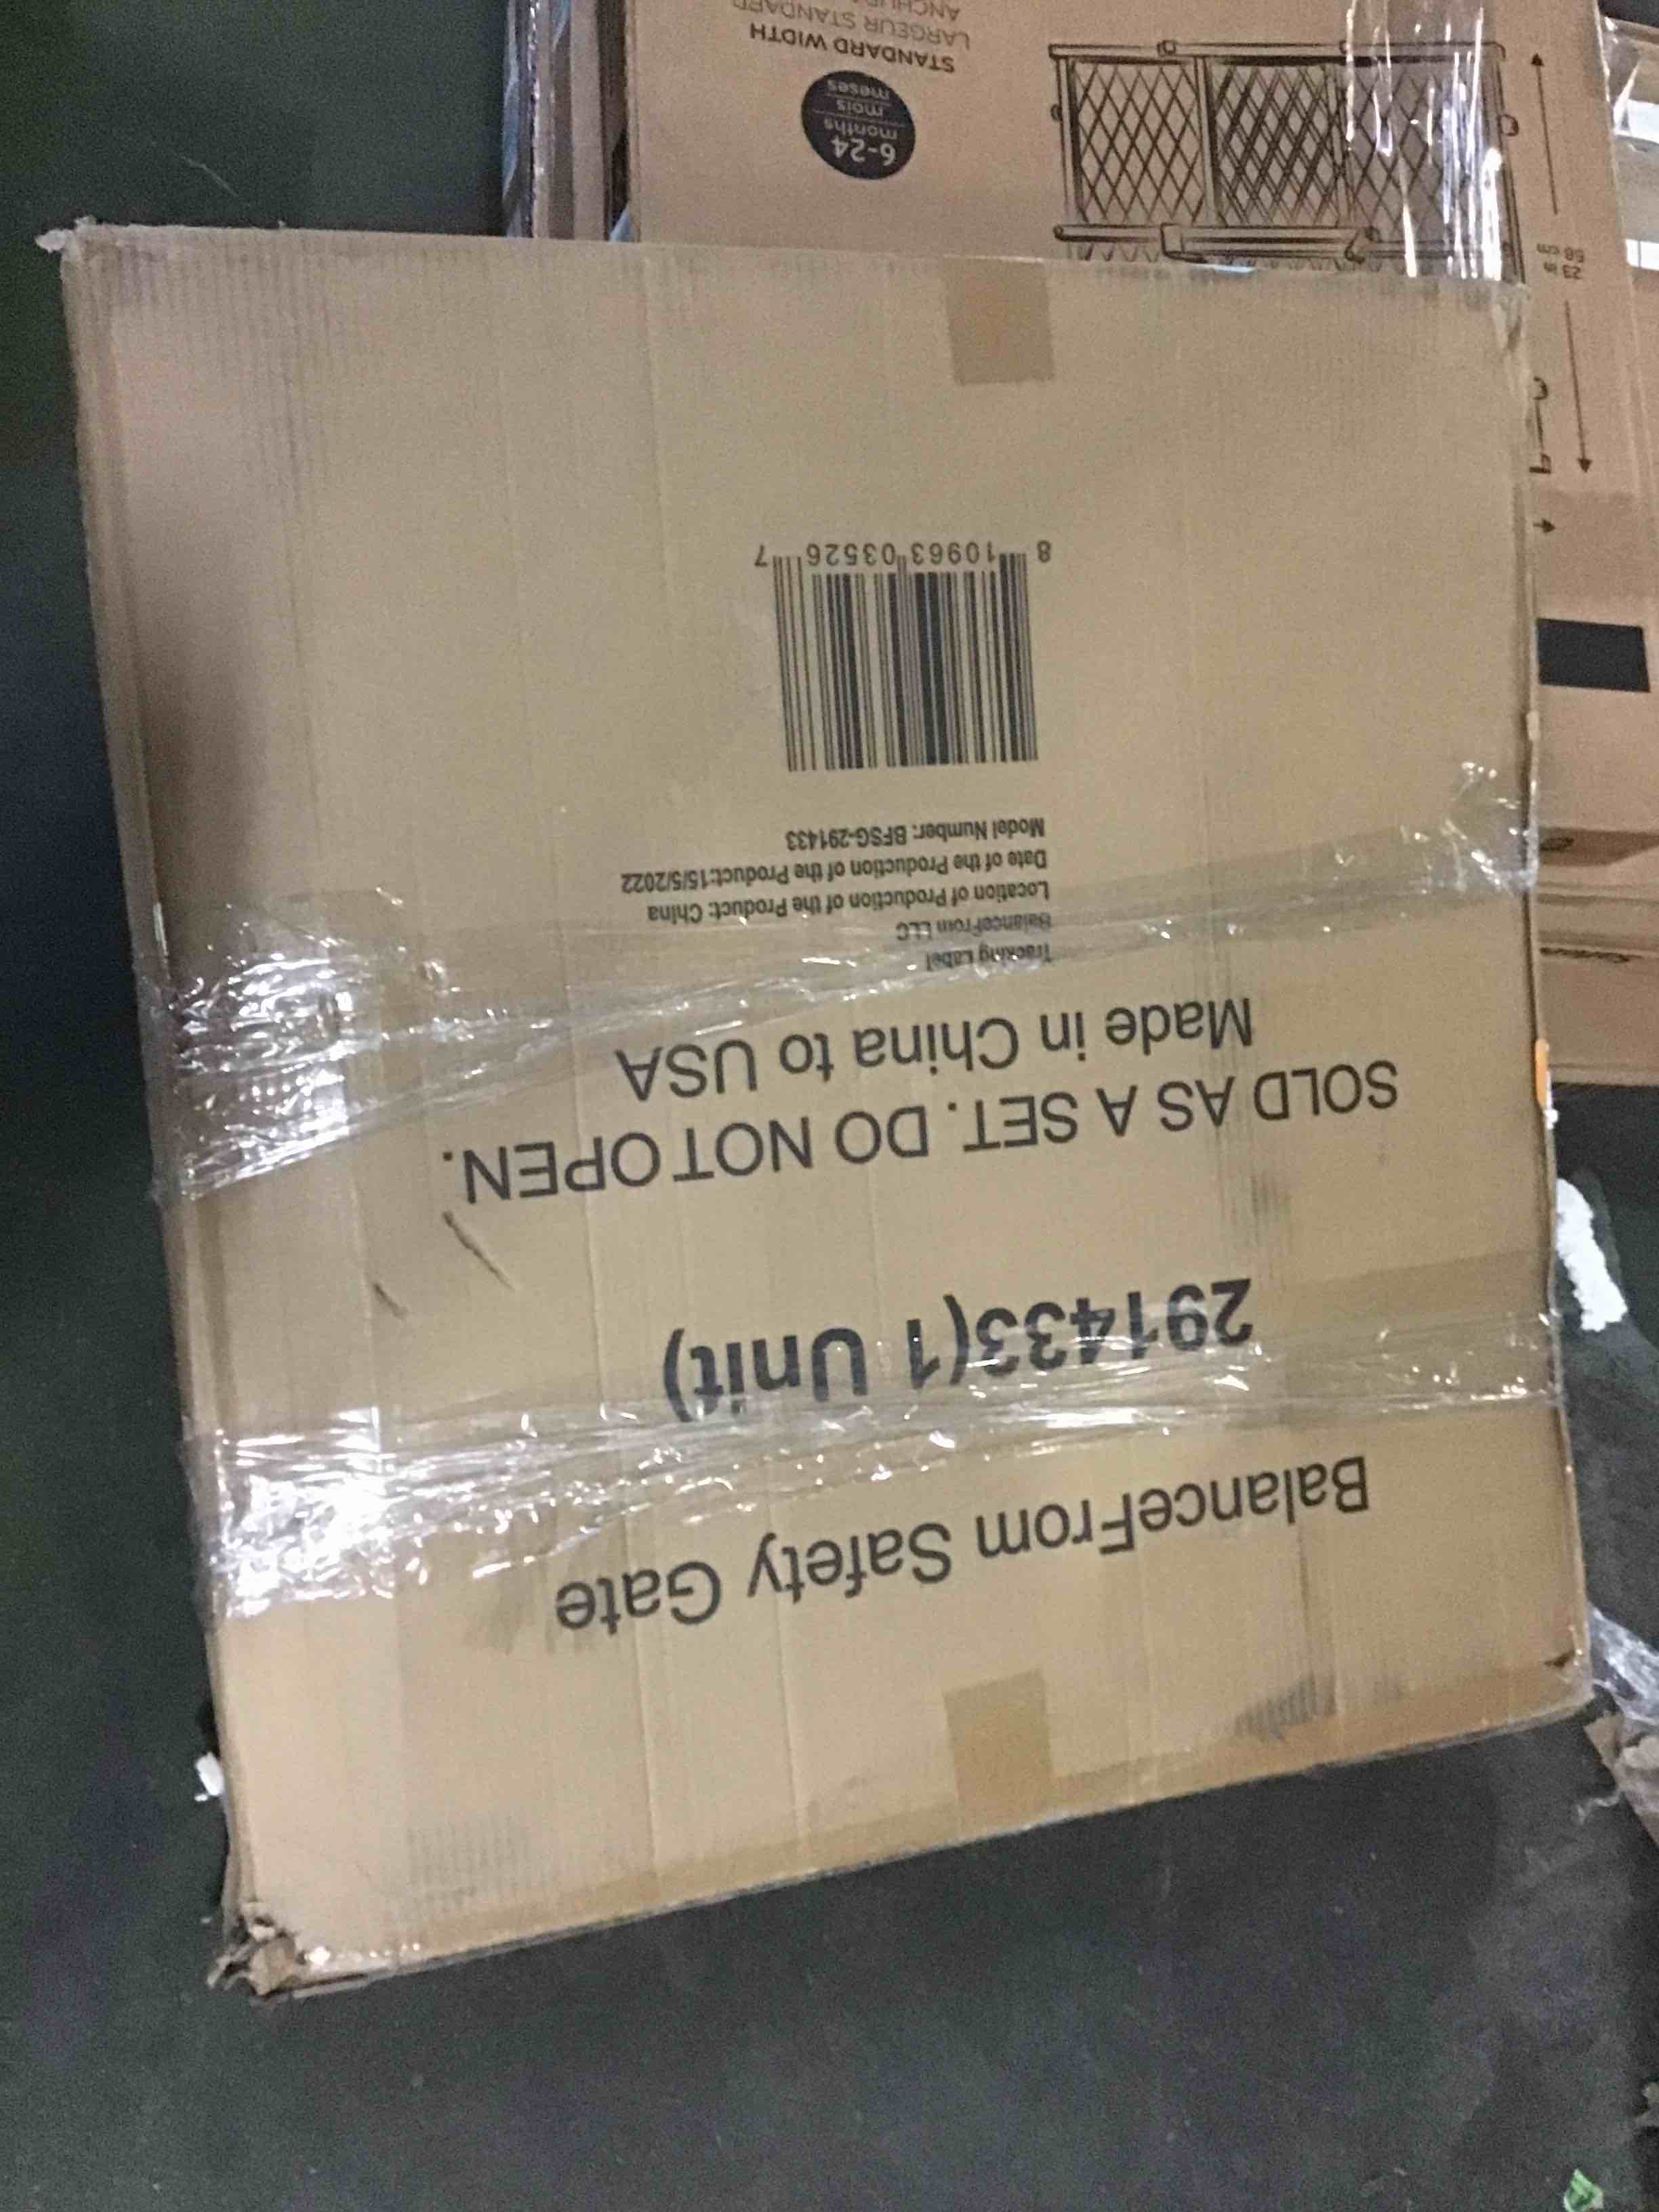 BalanceFrom Safety Gate
291433(1 Unit)
SOLD AS A SET. DO NOT OPEN.
Made in China to USA
Tracking Label
BalanceFrom LLC
Location of Production of the Product: China
Date of the Production of the Product:15/5/2022
Model Number: BFSG-291433
8 10963 03526 7
23 in
58 cm
6-24
months
mois
meses
STANDARD WIDTH
LARGEUR STANDARD